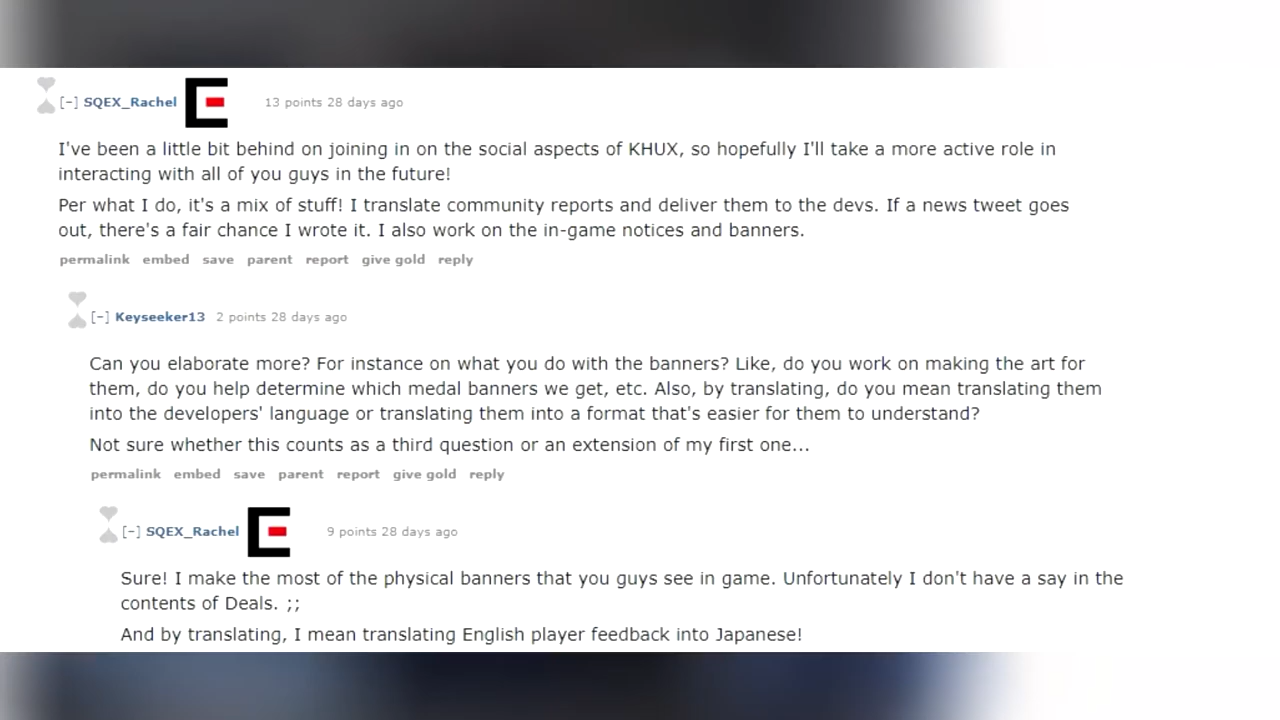 [-] SQEX_Rachel 13 points 28 days ago
I've been a little bit behind on joining in on the social aspects of KHUX, so hopefully I'll take a more active role in
interacting with all of you guys in the future!
Per what I do, it's a mix of stuff! I translate community reports and deliver them to the devs. If a news tweet goes
out, there's a fair chance I wrote it. I also work on the in-game notices and banners.
permalink embed save parent report give gold reply
[-] Keyseeker13 2 points 28 days ago
Can you elaborate more? For instance on what you do with the banners? Like, do you work on making the art for
them, do you help determine which medal banners we get, etc. Also, by translating, do you mean translating them
into the developers' language or translating them into a format that's easier for them to understand?
Not sure whether this counts as a third question or an extension of my first one...
permalink embed save parent report give gold reply
[-] SQEX_Rachel 9 points 28 days ago
Sure! I make the most of the physical banners that you guys see in game. Unfortunately I don't have a say in the
contents of Deals. ;;
And by translating, I mean translating English player feedback into Japanese!